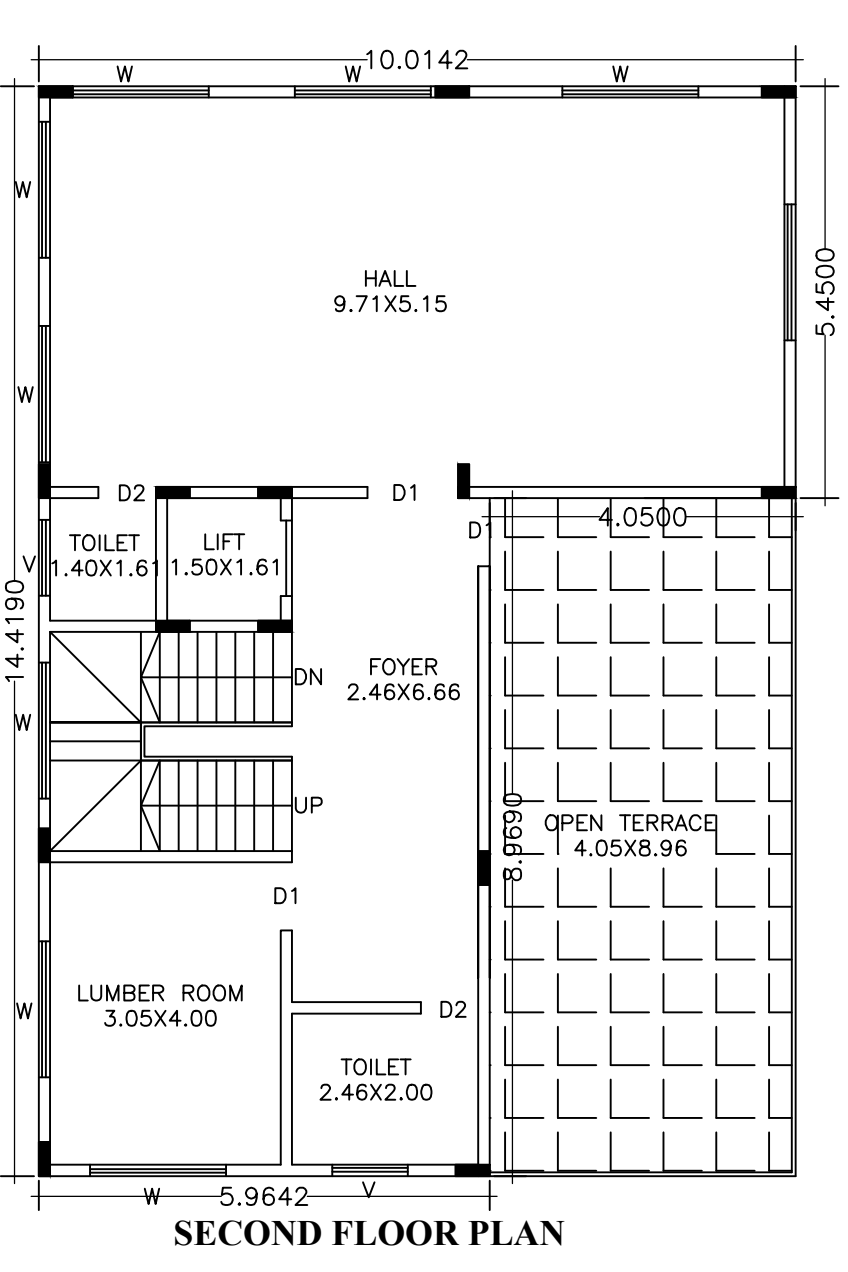 10.0142
W
W
W
W
HALL
9.71X5.15
5.4500
W
D2
D1
4.0500
D1
TOILET
1.40X1.61
LIFT
1.50X1.61
V
14.4190
FOYER
2.46X6.66
DN
W
UP
8.9690
OPEN TERRACE
4.05X8.96
D1
LUMBER ROOM
3.05X4.00
W
D2
TOILET
2.46X2.00
W
5.9642
V
SECOND FLOOR PLAN